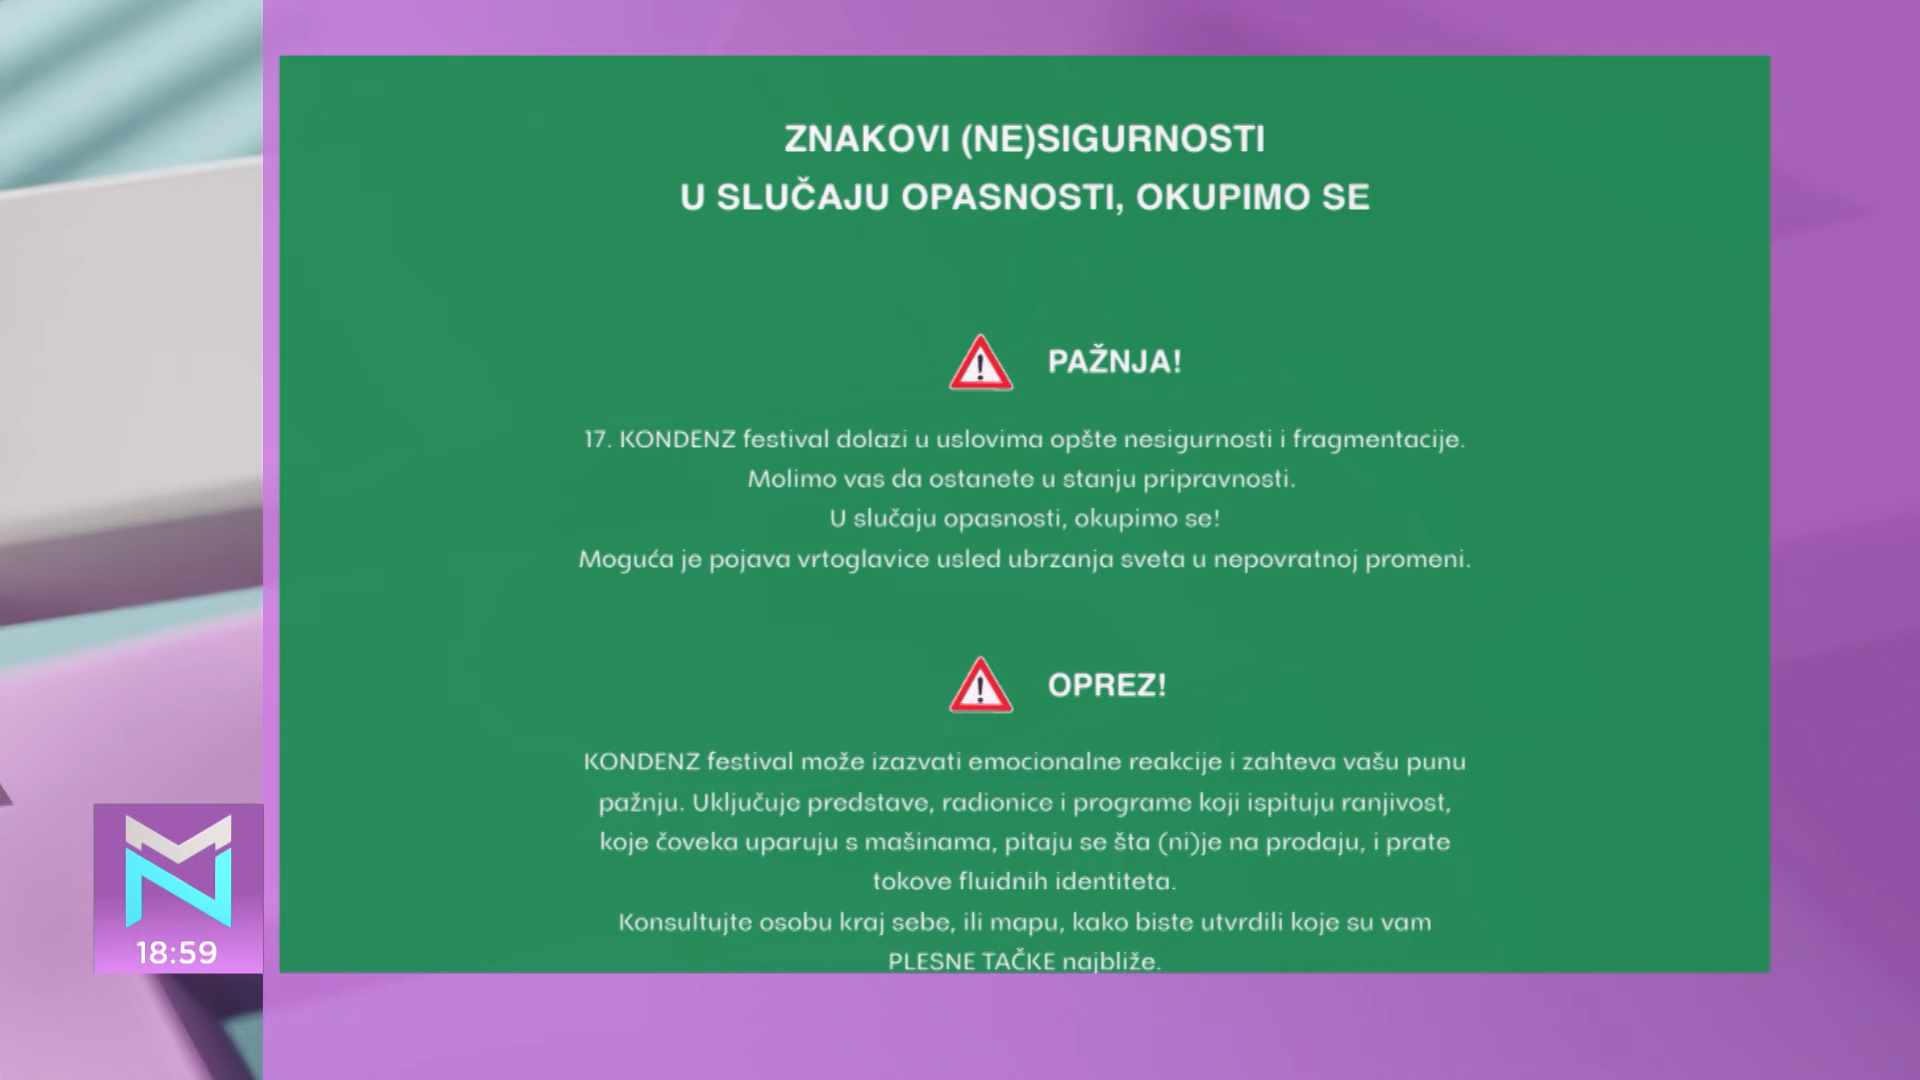 ZNAKOVI (NE)SIGURNOSTI
U SLUČAJU OPASNOSTI, OKUPIMO SE
PAŽNJA!
17. KONDENZ festival dolazi u uslovima opšte nesigurnosti i fragmentacije.
Molimo vas da ostanete u stanju pripravnosti.
U slučaju opasnosti, okupimo se!
Moguća je pojava vrtoglavice usled ubrzanja sveta u nepovratnoj promeni.
OPREZ!
KONDENZ festival može izazvati emocionalne reakcije i zahteva vašu punu
pažnju. Uključuje predstave, radionice i programe koji ispituju ranjivost,
koje čoveka uparuju s mašinama, pitaju se šta (ni)je na prodaju, i prate
tokove fluidnih identiteta.
Konsultujte osobu kraj sebe, ili mapu, kako biste utvrdili koje su vam
PLESNE TAČKE najbliže.
18:59